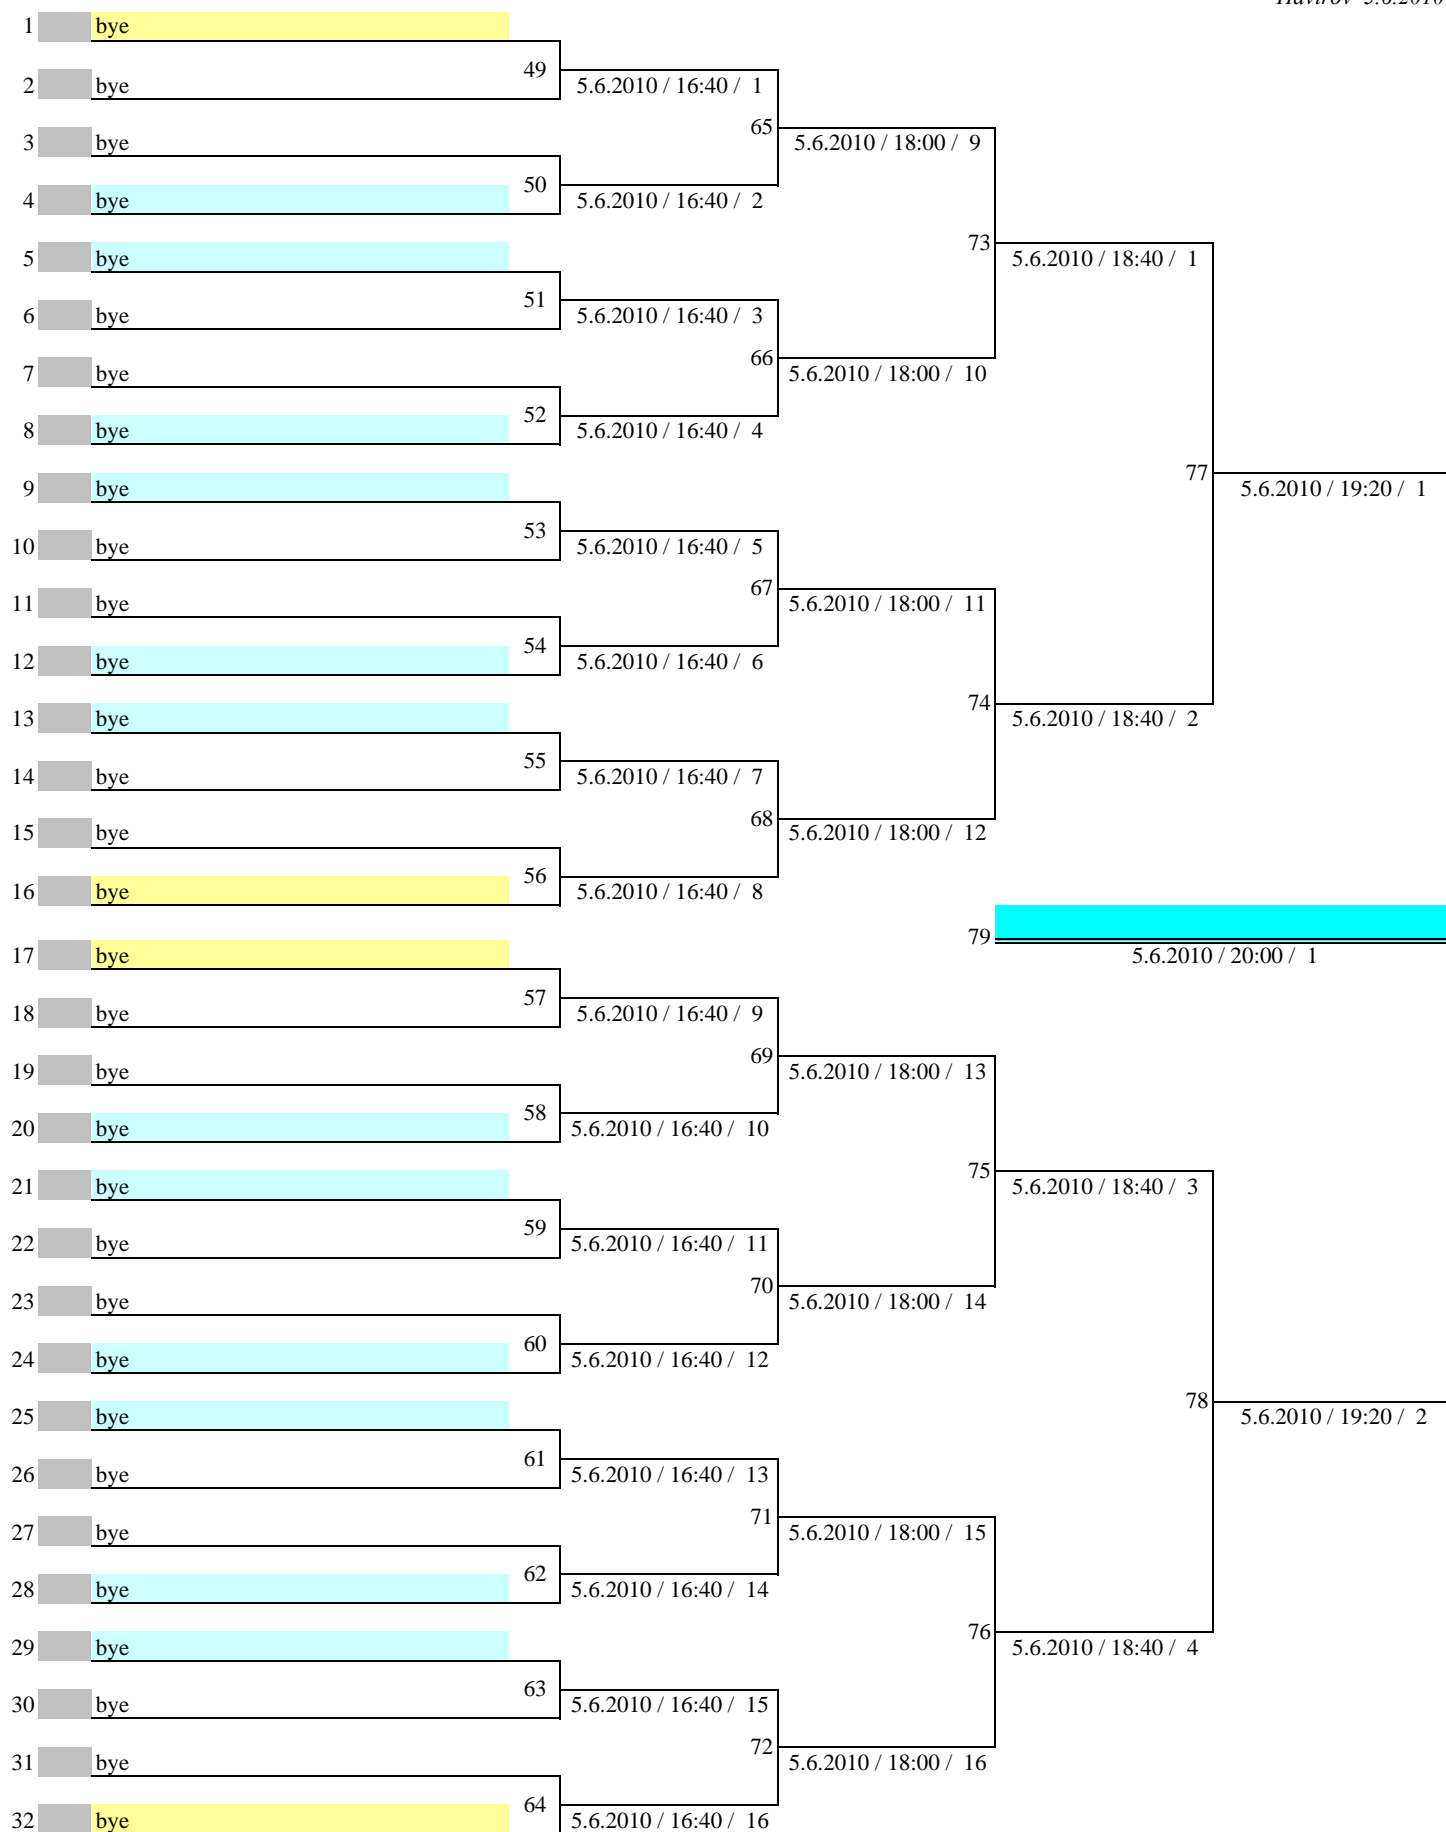 Havířov 5.6.2010
1 bye
49
5.6.2010 / 16:40 / 1
2 bye
65
5.6.2010 / 18:00 / 9
3 bye
50
5.6.2010 / 16:40 / 2
4 bye
73
5.6.2010 / 18:40 / 1
5 bye
51
5.6.2010 / 16:40 / 3
6 bye
66
5.6.2010 / 18:00 / 10
7 bye
52
5.6.2010 / 16:40 / 4
8 bye
77
5.6.2010 / 19:20 / 1
9 bye
53
5.6.2010 / 16:40 / 5
10 bye
67
5.6.2010 / 18:00 / 11
11 bye
54
5.6.2010 / 16:40 / 6
12 bye
74
5.6.2010 / 18:40 / 2
13 bye
55
5.6.2010 / 16:40 / 7
14 bye
68
5.6.2010 / 18:00 / 12
15 bye
56
5.6.2010 / 16:40 / 8
16 bye
79
5.6.2010 / 20:00 / 1
17 bye
57
5.6.2010 / 16:40 / 9
18 bye
69
5.6.2010 / 18:00 / 13
19 bye
58
5.6.2010 / 16:40 / 10
20 bye
75
5.6.2010 / 18:40 / 3
21 bye
59
5.6.2010 / 16:40 / 11
22 bye
70
5.6.2010 / 18:00 / 14
23 bye
60
5.6.2010 / 16:40 / 12
24 bye
78
5.6.2010 / 19:20 / 2
25 bye
61
5.6.2010 / 16:40 / 13
26 bye
71
5.6.2010 / 18:00 / 15
27 bye
62
5.6.2010 / 16:40 / 14
28 bye
76
5.6.2010 / 18:40 / 4
29 bye
63
5.6.2010 / 16:40 / 15
30 bye
72
5.6.2010 / 18:00 / 16
31 bye
64
5.6.2010 / 16:40 / 16
32 bye